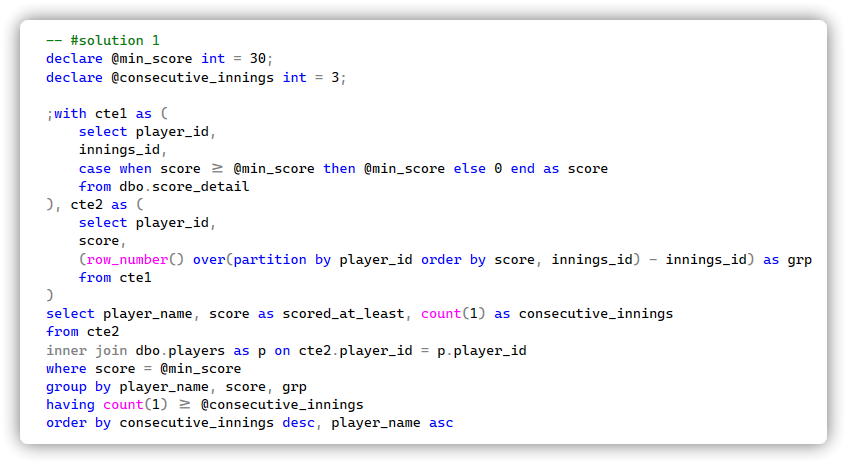 -- #solution 1
declare @min_score int = 30;
declare @consecutive_innings int = 3;
;with cte1 as (
select player_id,
innings_id,
case when score ≥ @min_score then @min_score else 0 end as score
from dbo.score_detail
), cte2 as (
select player_id,
score,
(row_number() over(partition by player_id order by score, innings_id) - innings_id) as grp
from cte1
)
select player_name, score as scored_at_least, count(1) as consecutive_innings
from cte2
inner join dbo.players as p on cte2.player_id = p.player_id
where score = @min_score
group by player_name, score, grp
having count(1) ≥ @consecutive_innings
order by consecutive_innings desc, player_name asc